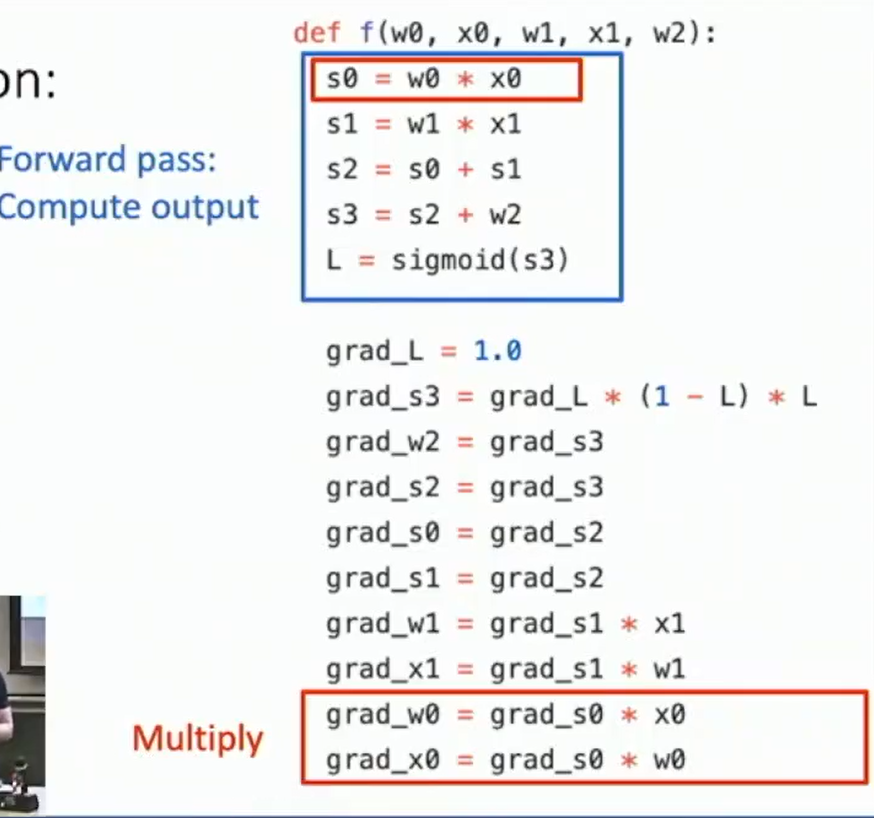 def f(w0, x0, w1, x1, w2):
on:
s0 = w0 * x0
s1 = w1 * x1
Forward pass:
Compute output
s2 = s0 + s1
s3 = s2 + w2
L = sigmoid(s3)
grad_L = 1.0
grad_s3 = grad_L * (1 - L) * L
grad_w2 = grad_s3
grad_s2 = grad_s3
grad_s0 = grad_s2
grad_s1 = grad_s2
grad_w1 = grad_s1 * x1
grad_x1 = grad_s1 * w1
Multiply
grad_w0 = grad_s0 * x0
grad_x0 = grad_s0 * w0